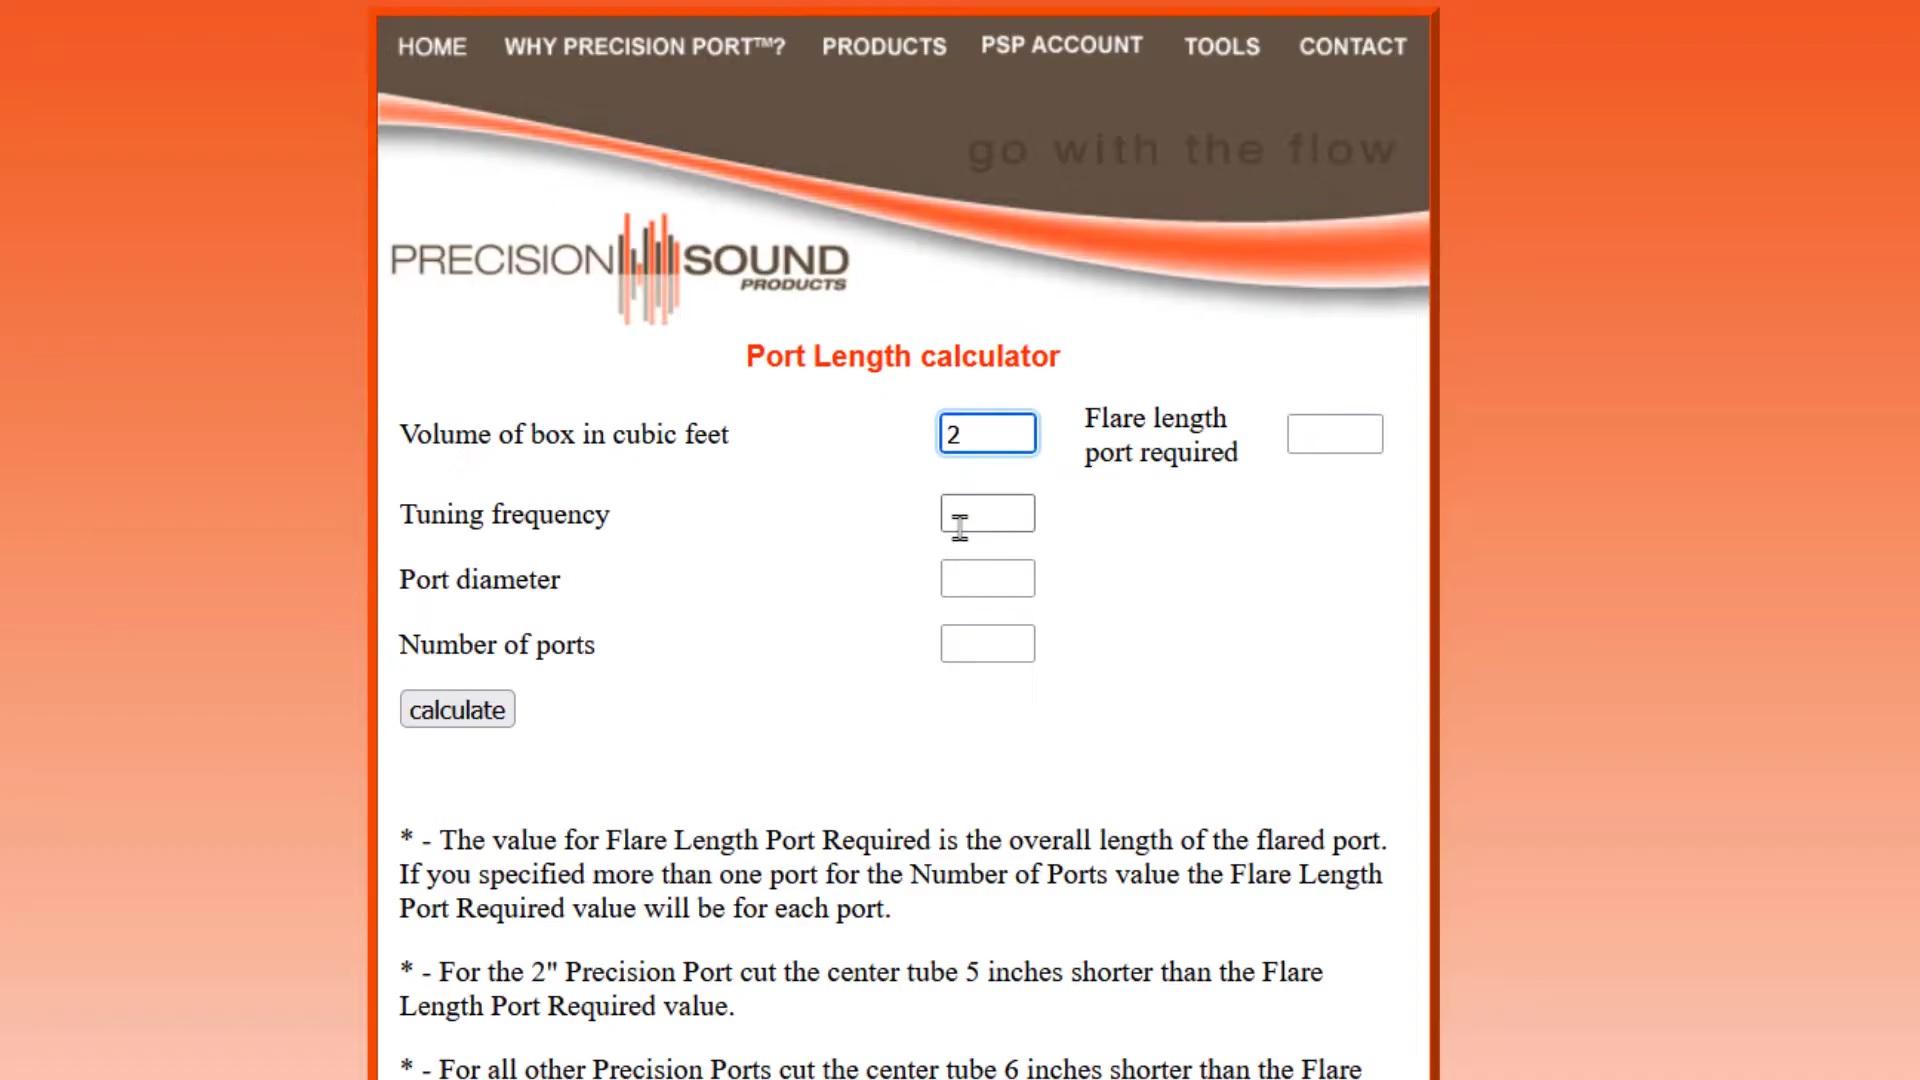 HOME WHY PRECISION PORT™? PRODUCTS PSP ACCOUNT TOOLS CONTACT
go with the flow
PRECISION SOUND
PRODUCTS
Port Length calculator
Volume of box in cubic feet 2 Flare length
port required
Tuning frequency
Port diameter
Number of ports
calculate
* - The value for Flare Length Port Required is the overall length of the flared port.
If you specified more than one port for the Number of Ports value the Flare Length
Port Required value will be for each port.
* - For the 2" Precision Port cut the center tube 5 inches shorter than the Flare
Length Port Required value.
* - For all other Precision Ports cut the center tube 6 inches shorter than the Flare